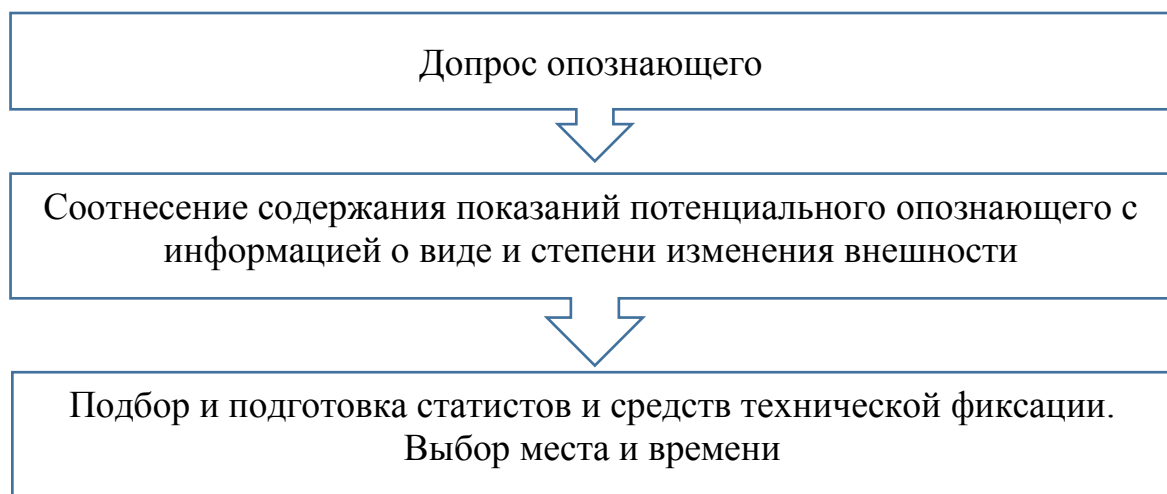 Допрос опознающего
Соотнесение содержания показаний потенциального опознающего с
информацией о виде и степени изменения внешности
Подбор и подготовка статистов и средств технической фиксации.
Выбор места и времени